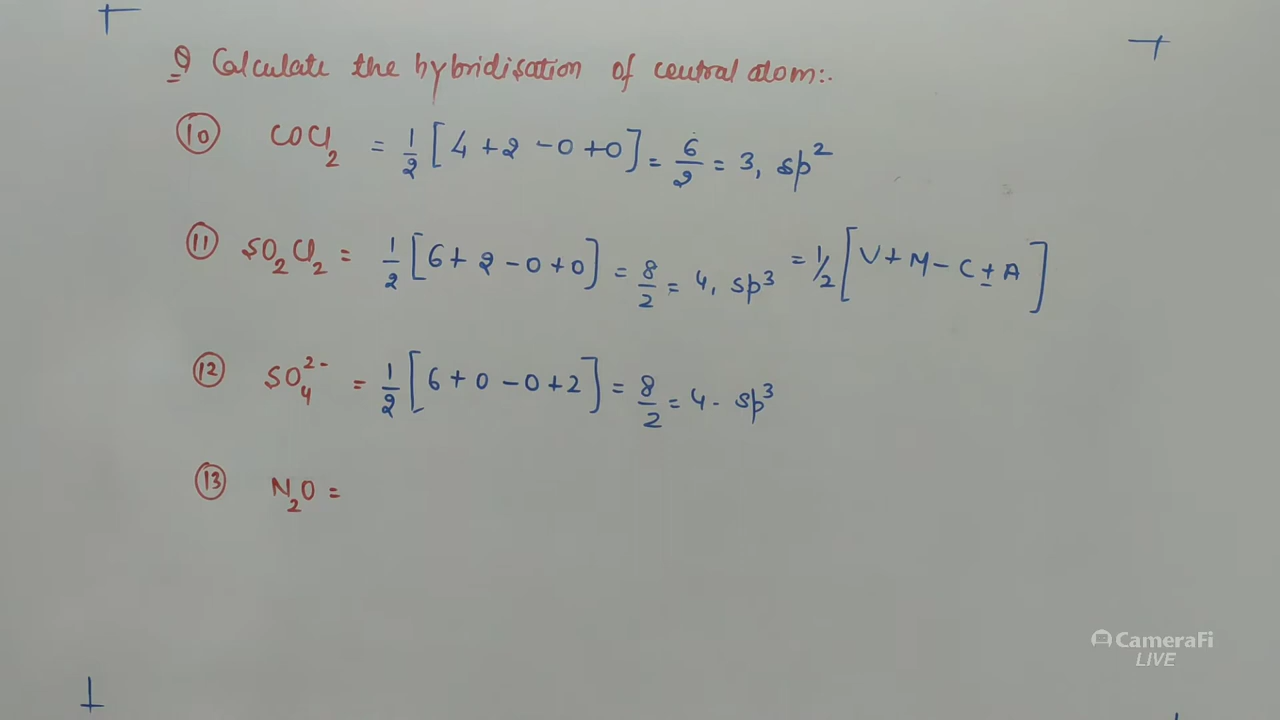 Q Calculate the hybridisation of central atom:.
10 COCl2 = 1/2 [4 + 2 - 0 + 0] = 6/2 = 3, sp²
11 SO2Cl2 = 1/2 [6 + 2 - 0 + 0] = 8/2 = 4, sp³ = 1/2 [V + M - C ± A]
12 SO4²⁻ = 1/2 [6 + 0 - 0 + 2] = 8/2 = 4. sp³
13 N2O =
CameraFi
LIVE